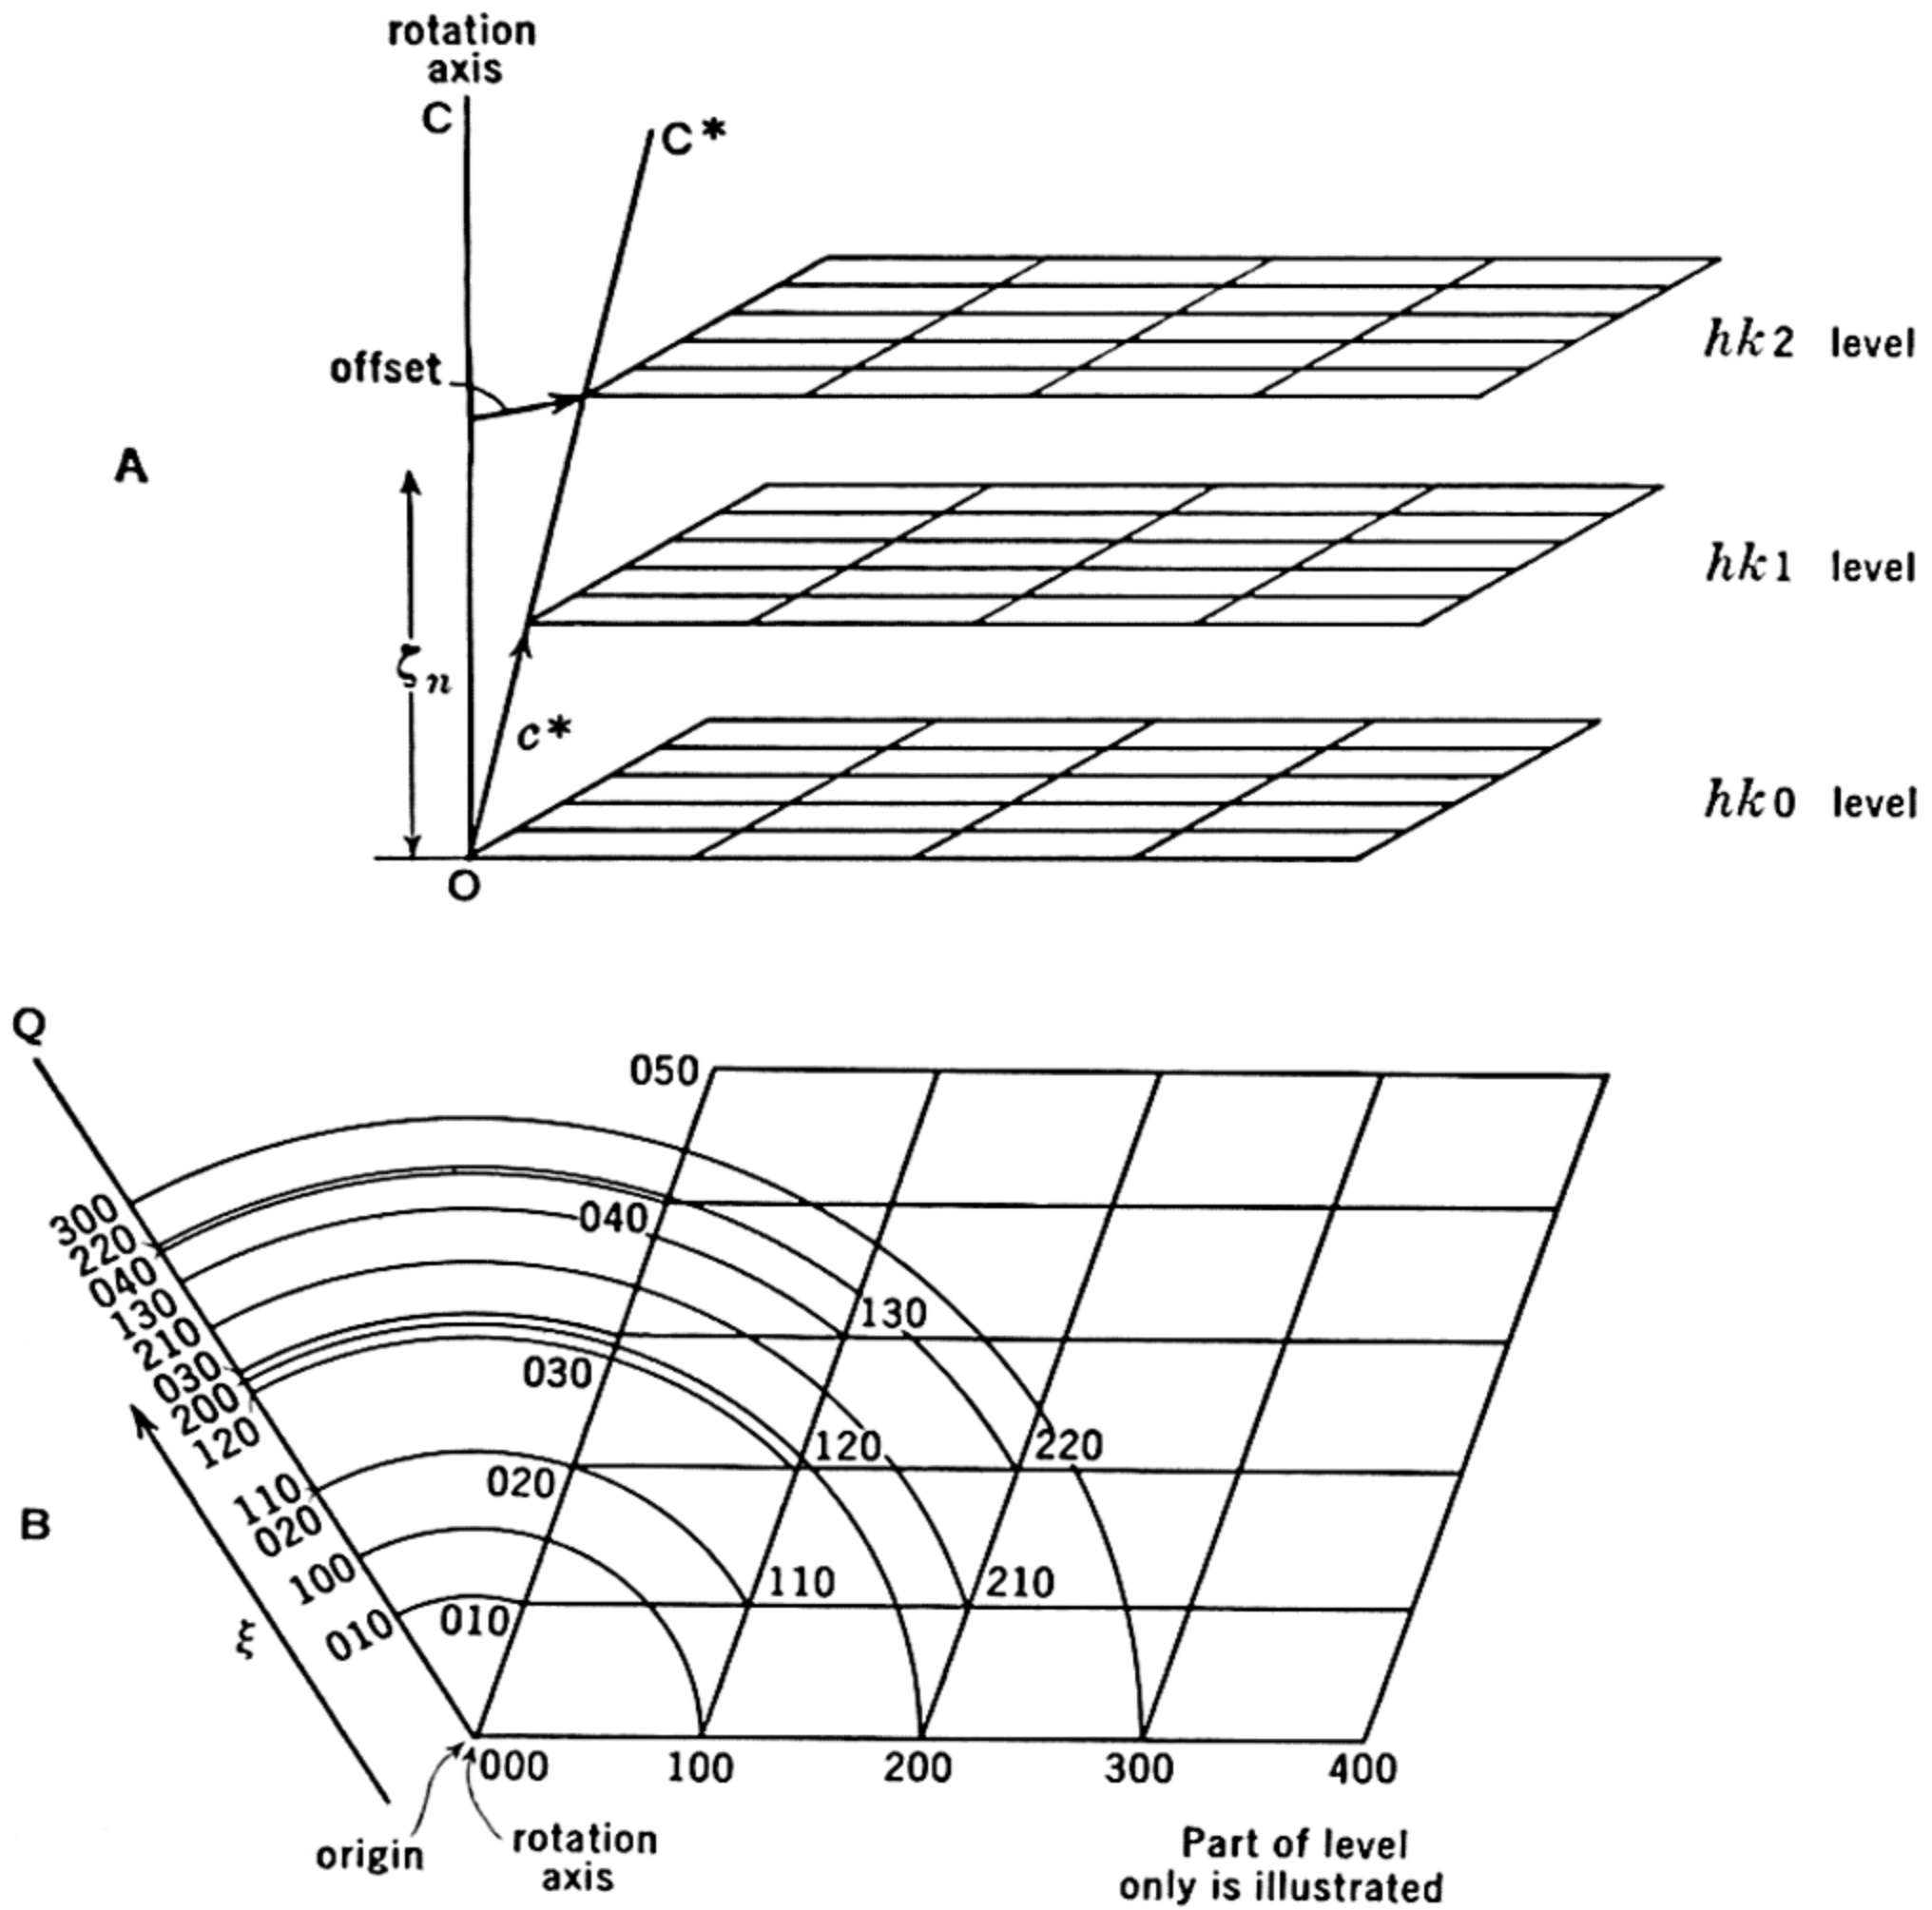 rotation
axis
C
C*
offset
hk2 level
A
hk1 level
ζn
c*
hk0 level
O
Q
050
300
220
040
130
210
030
200
120
110
020
100
010
040
130
030
120
220
020
B
110
210
010
ξ
000 100 200 300 400
origin
rotation
axis
Part of level
only is illustrated